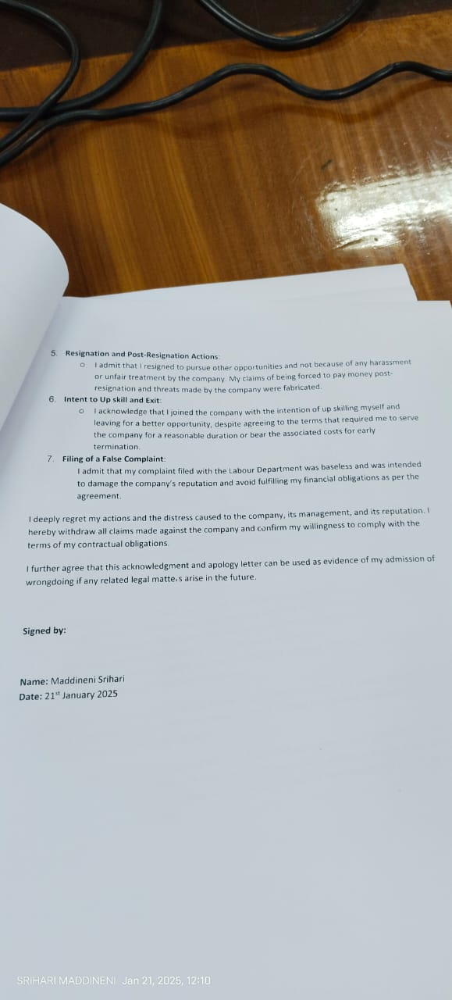 5. Resignation and Post-Resignation Actions:
o I admit that I resigned to pursue other opportunities and not because of any harassment
or unfair treatment by the company. My claims of being forced to pay money post-
resignation and threats made by the company were fabricated.
6. Intent to Up skill and Exit:
o I acknowledge that I joined the company with the intention of up skilling myself and
leaving for a better opportunity, despite agreeing to the terms that required me to serve
the company for a reasonable duration or bear the associated costs for early
termination.
7. Filing of a False Complaint:
I admit that my complaint filed with the Labour Department was baseless and was intended
to damage the company's reputation and avoid fulfilling my financial obligations as per the
agreement.
I deeply regret my actions and the distress caused to the company, its management, and its reputation. I
hereby withdraw all claims made against the company and confirm my willingness to comply with the
terms of my contractual obligations.
I further agree that this acknowledgment and apology letter can be used as evidence of my admission of
wrongdoing if any related legal matters arise in the future.
Signed by:
Name: Maddineni Srihari
Date: 21st January 2025
SRIHARI MADDINENI Jan 21, 2025, 12:10